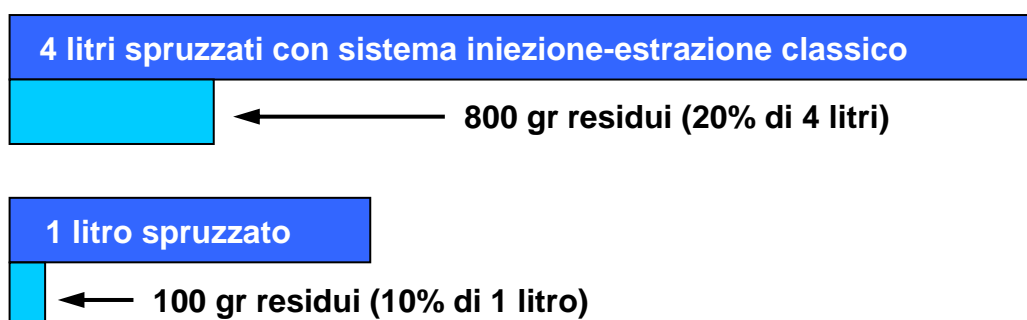 4 litri spruzzati con sistema iniezione-estrazione classico
800 gr residui (20% di 4 litri)
1 litro spruzzato
100 gr residui (10% di 1 litro)